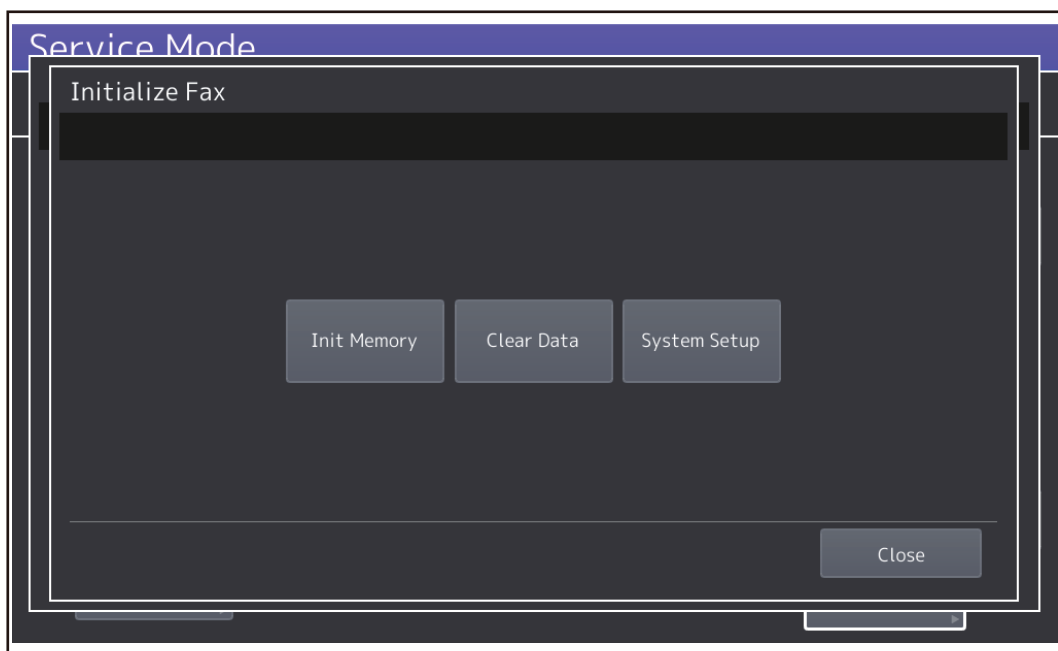 Service Mode
Initialize Fax
Init Memory
Clear Data
System Setup
Close